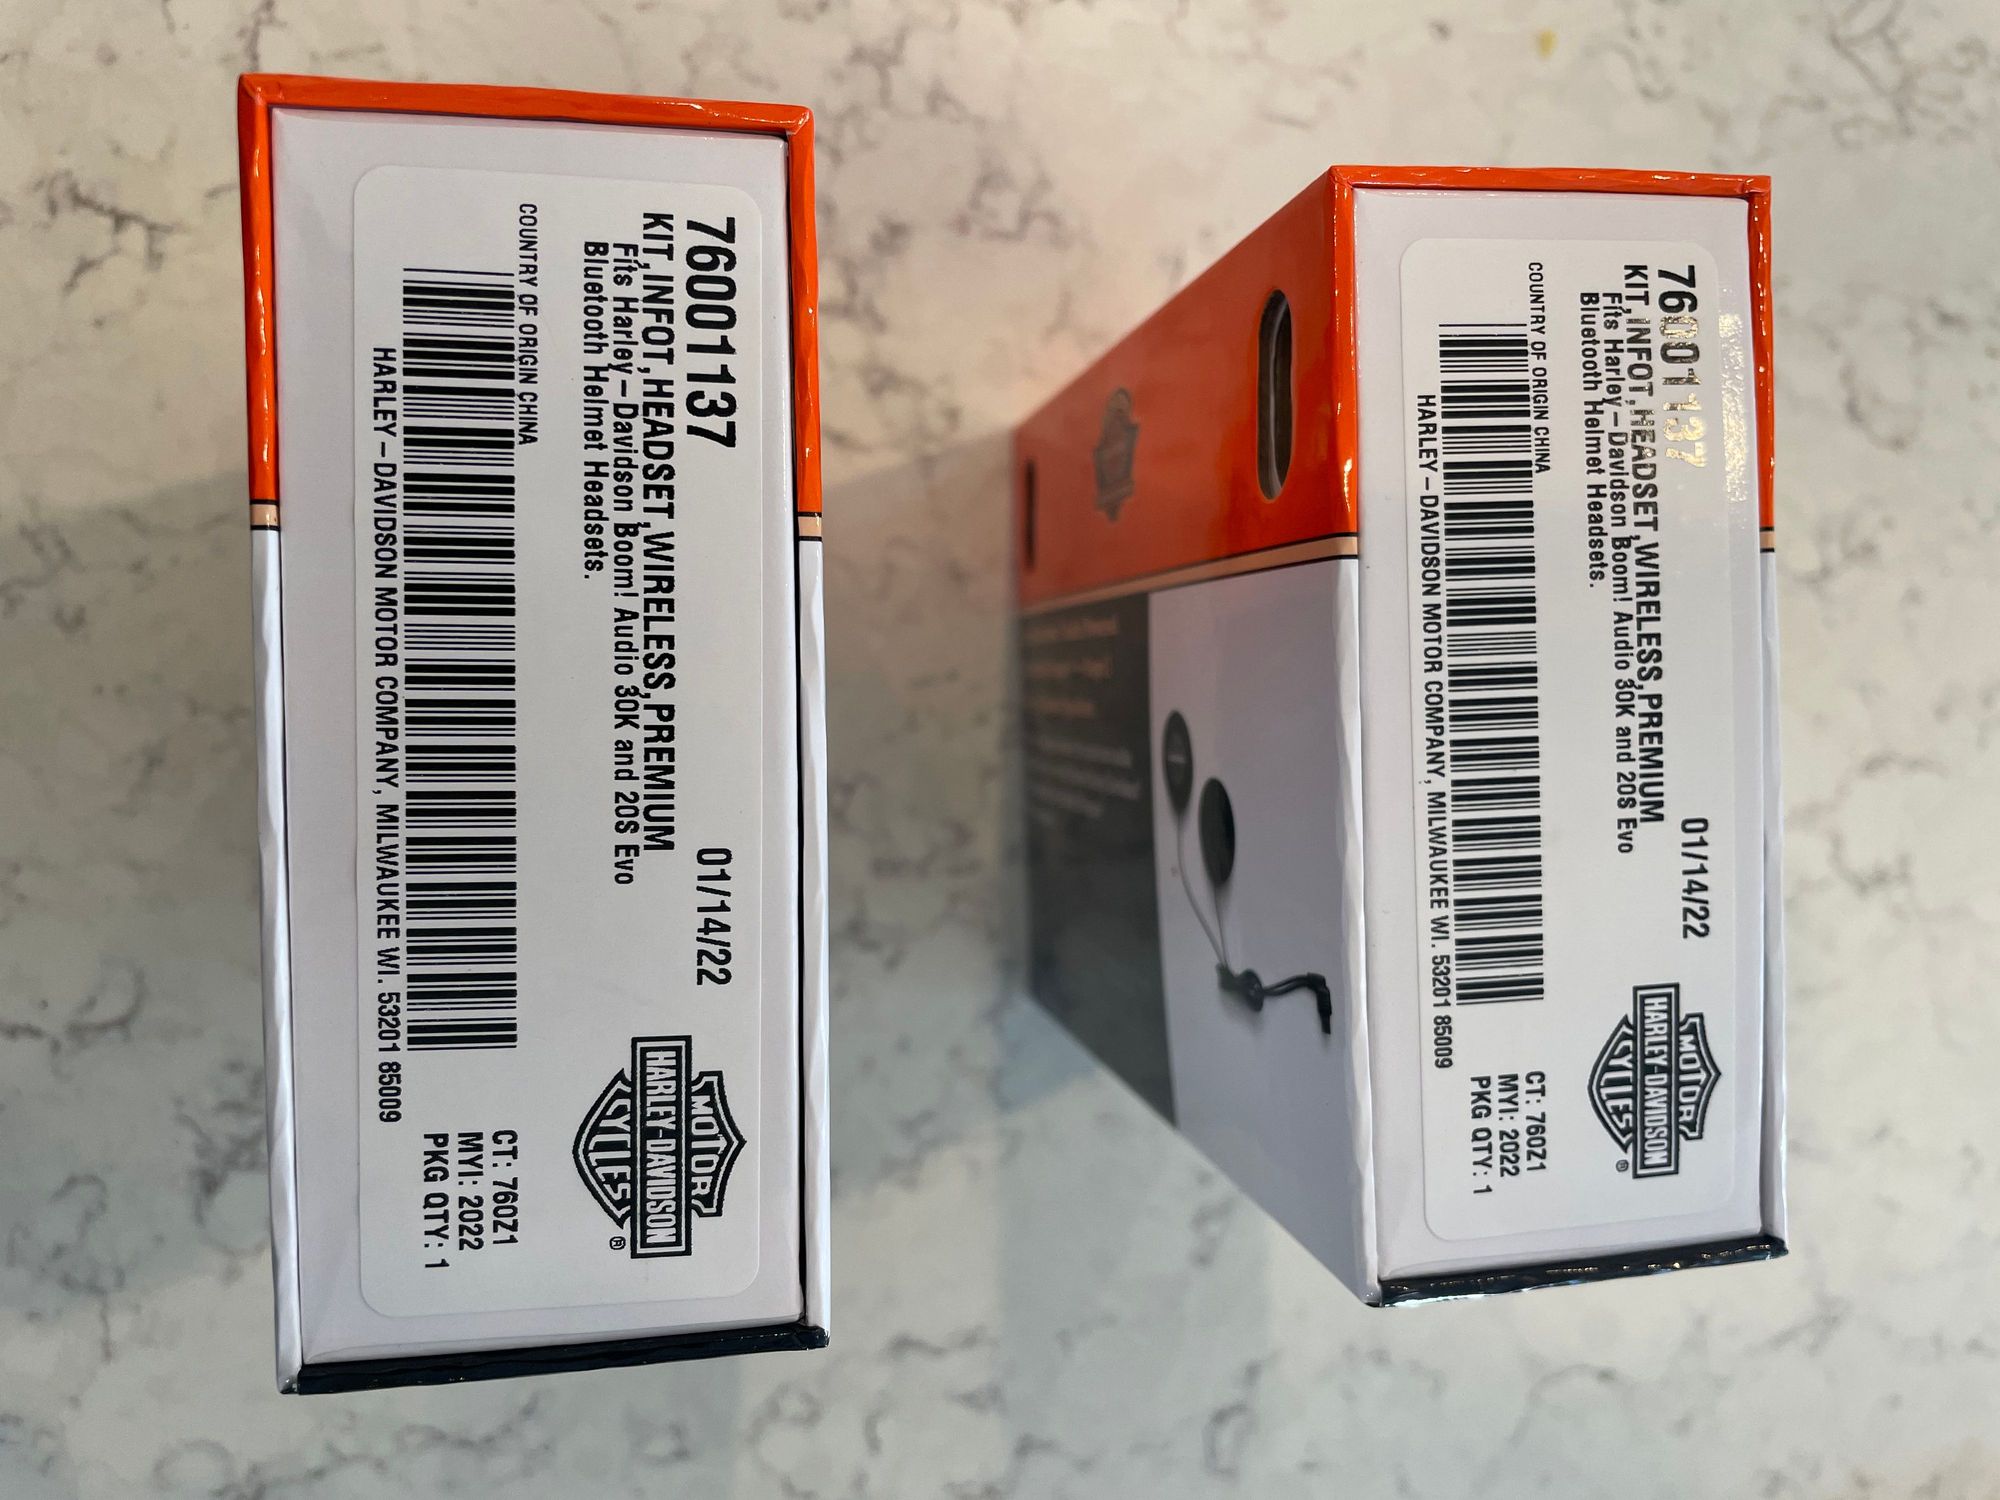 76001137
01/14/22
KIT,INFOT,HEADSET,WIRELESS,PREMIUM
Fits Harley-Davidson Boom! Audio 30K and 20S Evo
Bluetooth Helmet Headsets.
COUNTRY OF ORIGIN CHINA
HARLEY-DAVIDSON MOTOR COMPANY, MILWAUKEE WI. 53201 85009
MOTOR
HARLEY-DAVIDSON
CYCLES
®
CT: 760Z1
MYI: 2022
PKG QTY: 1
76001137
01/14/22
KIT,INFOT,HEADSET,WIRELESS,PREMIUM
Fits Harley-Davidson Boom! Audio 30K and 20S Evo
Bluetooth Helmet Headsets.
COUNTRY OF ORIGIN CHINA
HARLEY-DAVIDSON MOTOR COMPANY, MILWAUKEE WI. 53201 85009
MOTOR
HARLEY-DAVIDSON
CYCLES
®
CT: 760Z1
MYI: 2022
PKG QTY: 1